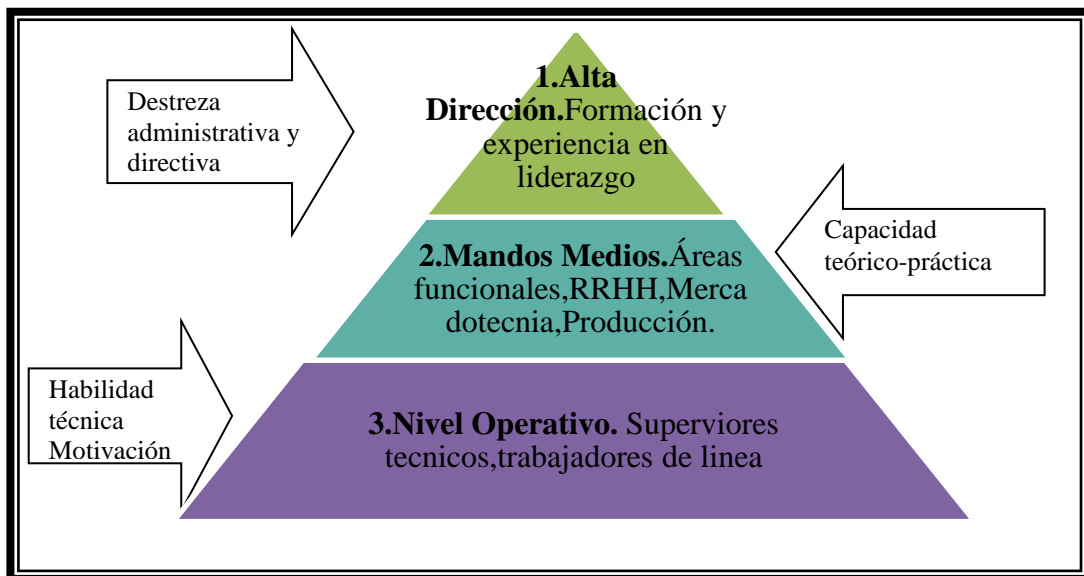 Destreza
administrativa y
directiva
1.Alta
Dirección.Formación y
experiencia en
liderazgo
Capacidad
teórico-práctica
2.Mandos Medios.Áreas
funcionales,RRHH,Merca
dotecnia,Producción.
Habilidad
técnica
Motivación
3.Nivel Operativo. Superviores
tecnicos,trabajadores de linea